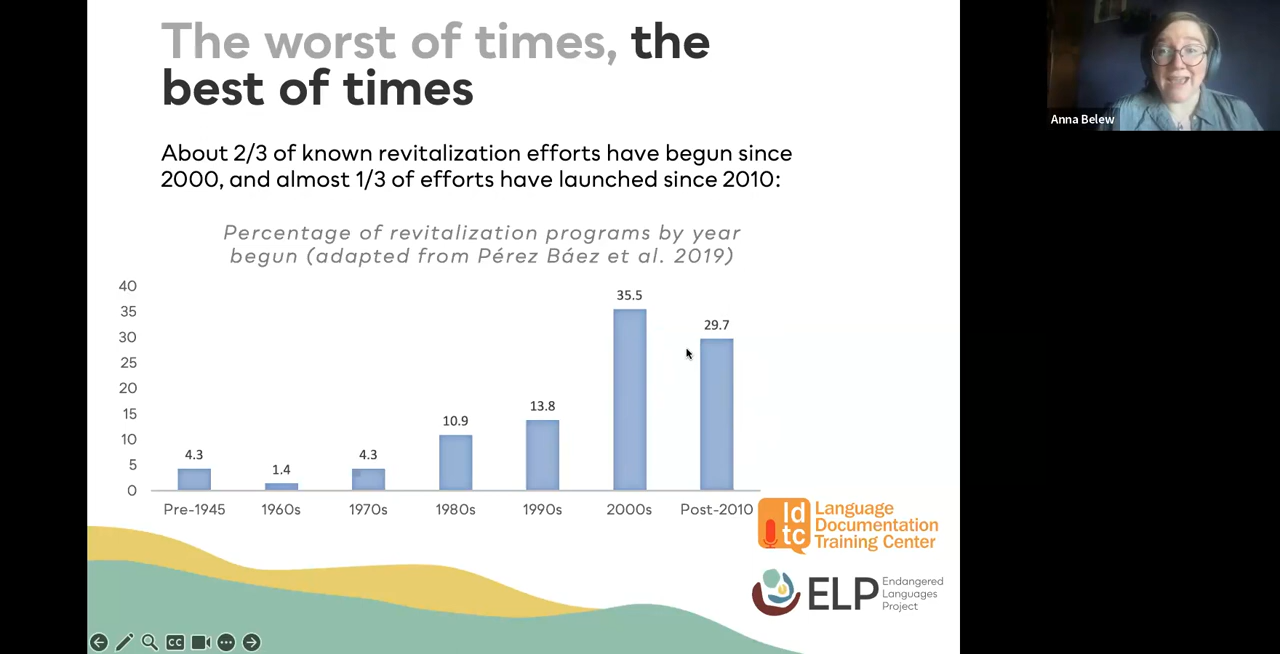 The worst of times, the
best of times
About 2/3 of known revitalization efforts have begun since
2000, and almost 1/3 of efforts have launched since 2010:
Percentage of revitalization programs by year
begun (adapted from Pérez Báez et al. 2019)
40
35
30
25
20
15
10
5
0
4.3
1.4
4.3
10.9
13.8
35.5
29.7
Pre-1945 1960s 1970s 1980s 1990s 2000s Post-2010
ld
tc
Language
Documentation
Training Center
ELP
Endangered
Languages
Project
CC
Anna Belew